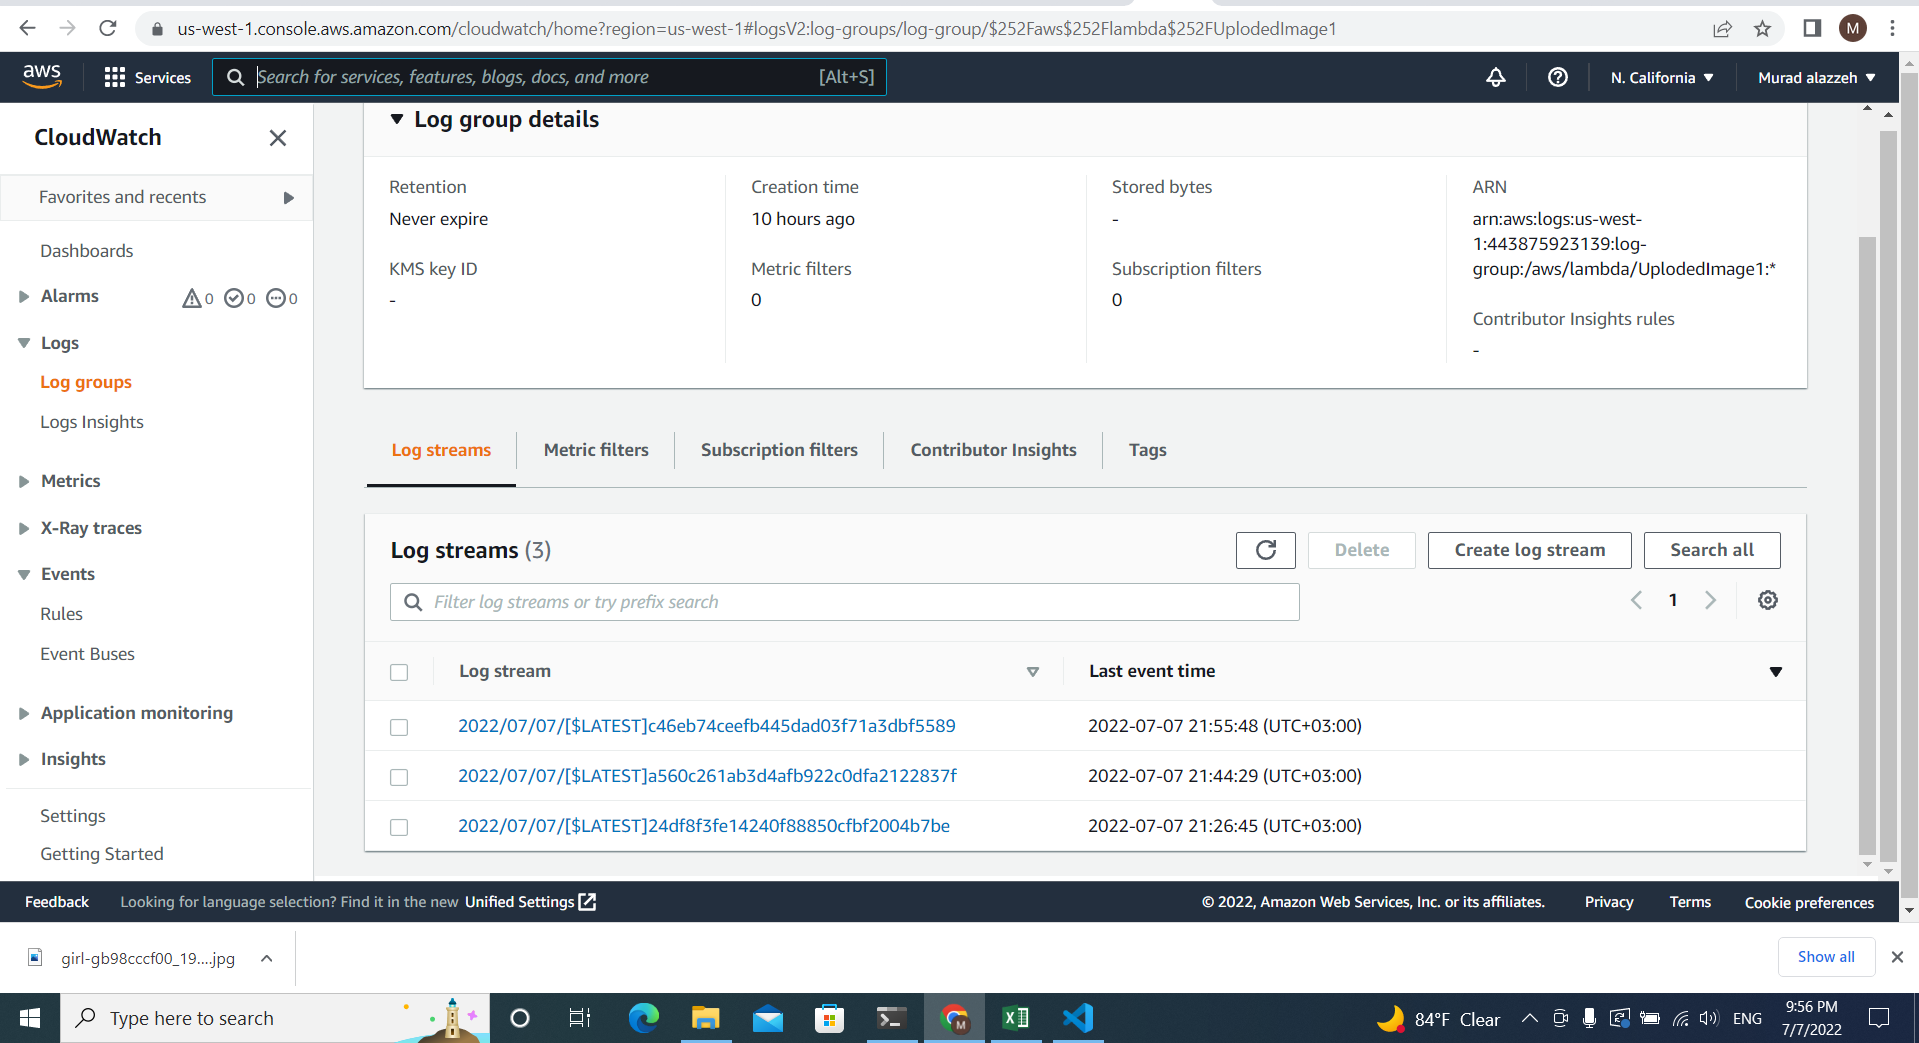 us-west-1.console.aws.amazon.com/cloudwatch/home?region=us-west-1#logsV2:log-groups/log-group/$252Faws$252Flambda$252FUplodedImage1
M
aws
Services
Search for services, features, blogs, docs, and more
[Alt+S]
N. California
Murad alazzeh
CloudWatch
Favorites and recents
Dashboards
Alarms
0
0
0
Logs
Log groups
Logs Insights
Metrics
X-Ray traces
Events
Rules
Event Buses
Application monitoring
Insights
Settings
Getting Started
Log group details
Retention
Never expire
KMS key ID
-
Creation time
10 hours ago
Metric filters
0
Stored bytes
-
Subscription filters
0
ARN
arn:aws:logs:us-west-
1:443875923139:log-
group:/aws/lambda/UplodedImage1:*
Contributor Insights rules
-
Log streams
Metric filters
Subscription filters
Contributor Insights
Tags
Log streams (3)
Delete
Create log stream
Search all
Filter log streams or try prefix search
1
Log stream
Last event time
2022/07/07/[$LATEST]c46eb74ceefb445dad03f71a3dbf5589
2022-07-07 21:55:48 (UTC+03:00)
2022/07/07/[$LATEST]a560c261ab3d4afb922c0dfa2122837f
2022-07-07 21:44:29 (UTC+03:00)
2022/07/07/[$LATEST]24df8f3fe14240f88850cfbf2004b7be
2022-07-07 21:26:45 (UTC+03:00)
Feedback
Looking for language selection? Find it in the new Unified Settings
© 2022, Amazon Web Services, Inc. or its affiliates.
Privacy
Terms
Cookie preferences
girl-gb98cccf00_19....jpg
Show all
Type here to search
M
84°F Clear
ENG
9:56 PM
7/7/2022